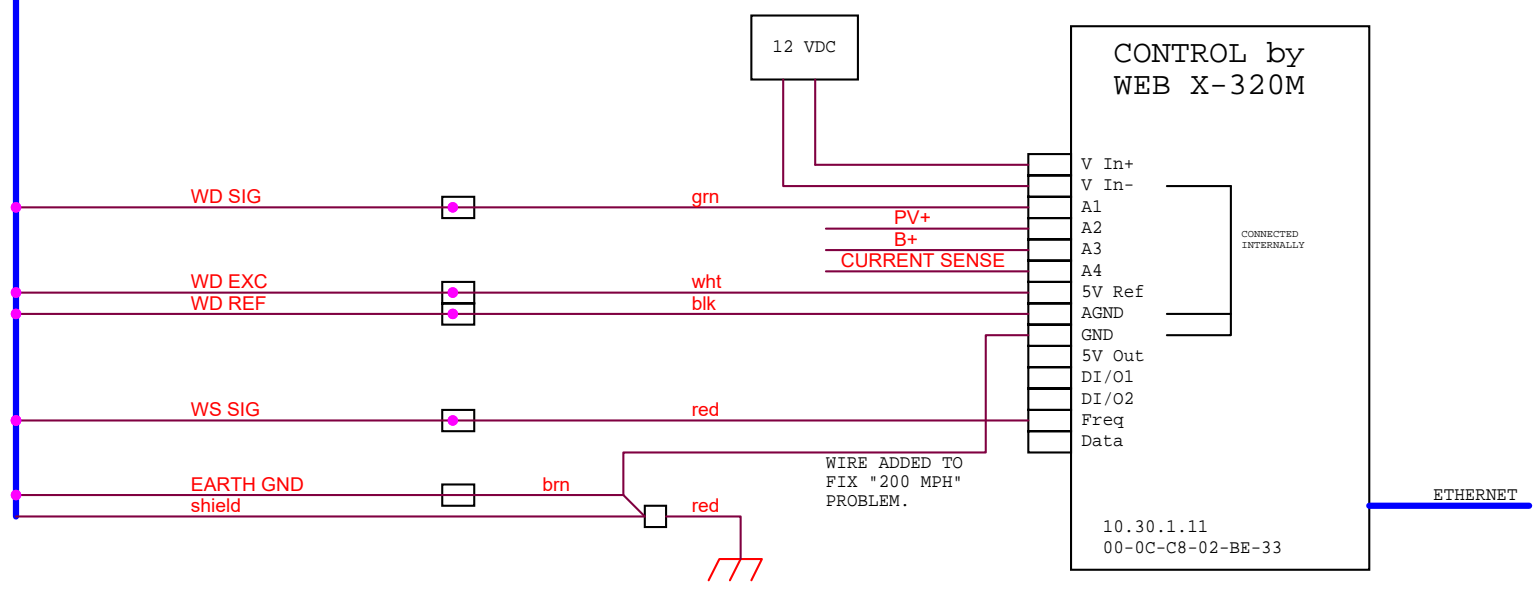 12 VDC
CONTROL by
WEB X-320M
V In+
V In-
WD SIG
grn
A1
PV+
A2
B+
A3
CONNECTED
INTERNALLY
CURRENT SENSE
A4
WD EXC
wht
5V Ref
WD REF
blk
AGND
GND
5V Out
DI/O1
DI/O2
WS SIG
red
Freq
Data
WIRE ADDED TO
FIX "200 MPH"
PROBLEM.
EARTH GND
brn
shield
red
ETHERNET
10.30.1.11
00-0C-C8-02-BE-33